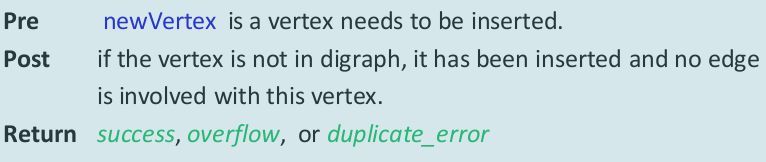 Pre newVertex is a vertex needs to be inserted.
Post if the vertex is not in digraph, it has been inserted and no edge
is involved with this vertex.
Return success, overflow, or duplicate_error